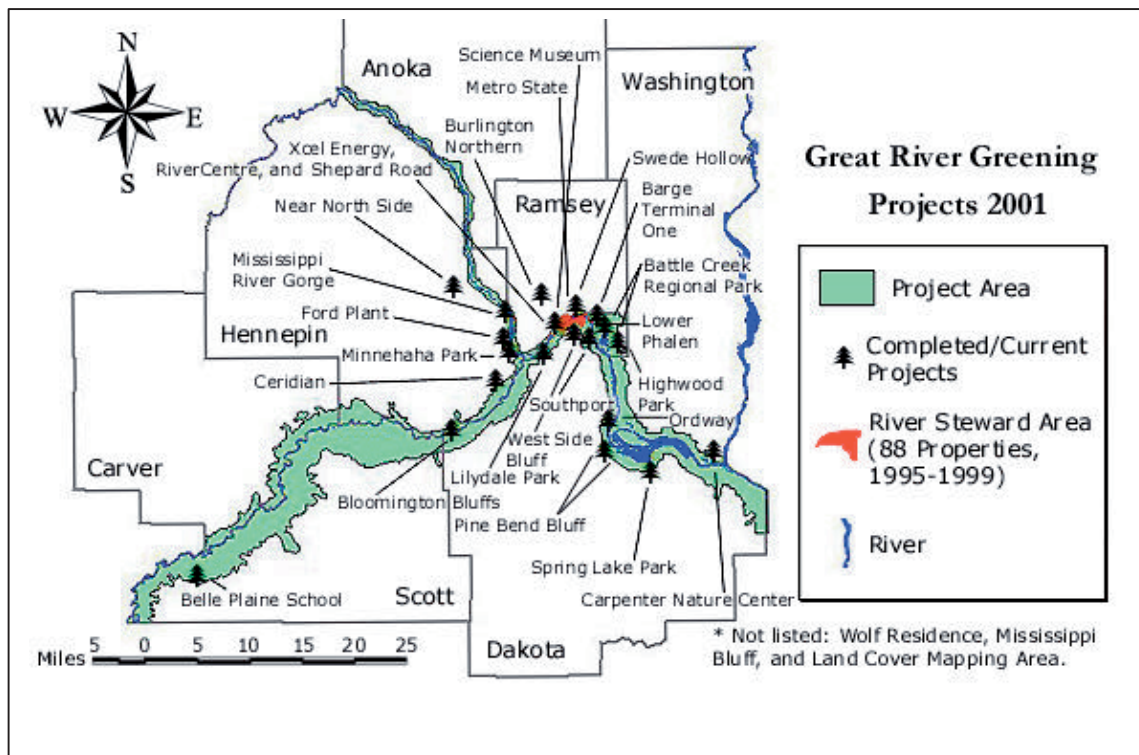 N
W
E
S
Anoka
Science Museum
Metro State
Washington
Burlington
Northern
Xcel Energy,
RiverCentre, and Shepard Road
Swede Hollow
Near North Side
Ramsey
Barge
Terminal
One
Mississippi
River Gorge
Battle Creek
Regional Park
Ford Plant
Hennepin
Lower
Phalen
Minnehaha Park
Ceridian
Highwood
Park
Southport
Ordway
West Side
Bluff
Carver
Lilydale Park
Bloomington Bluffs
Pine Bend Bluff
Spring Lake Park
Belle Plaine School
Scott
Carpenter Nature Center
Dakota
Miles
5 0 5 10 15 20 25
Great River Greening
Projects 2001
Project Area
Completed/Current
Projects
River Steward Area
(88 Properties,
1995-1999)
River
* Not listed: Wolf Residence, Mississippi
Bluff, and Land Cover Mapping Area.